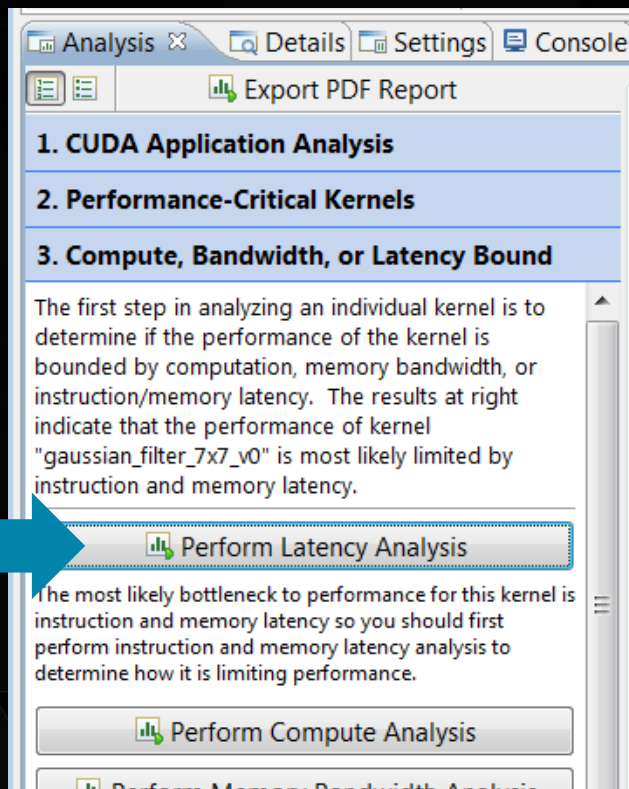 Analysis Details Settings Console
Export PDF Report
1. CUDA Application Analysis
2. Performance-Critical Kernels
3. Compute, Bandwidth, or Latency Bound
The first step in analyzing an individual kernel is to
determine if the performance of the kernel is
bounded by computation, memory bandwidth, or
instruction/memory latency. The results at right
indicate that the performance of kernel
"gaussian_filter_7x7_v0" is most likely limited by
instruction and memory latency.
Perform Latency Analysis
The most likely bottleneck to performance for this kernel is
instruction and memory latency so you should first
perform instruction and memory latency analysis to
determine how it is limiting performance.
Perform Compute Analysis
Perform Memory Bandwidth Analysis